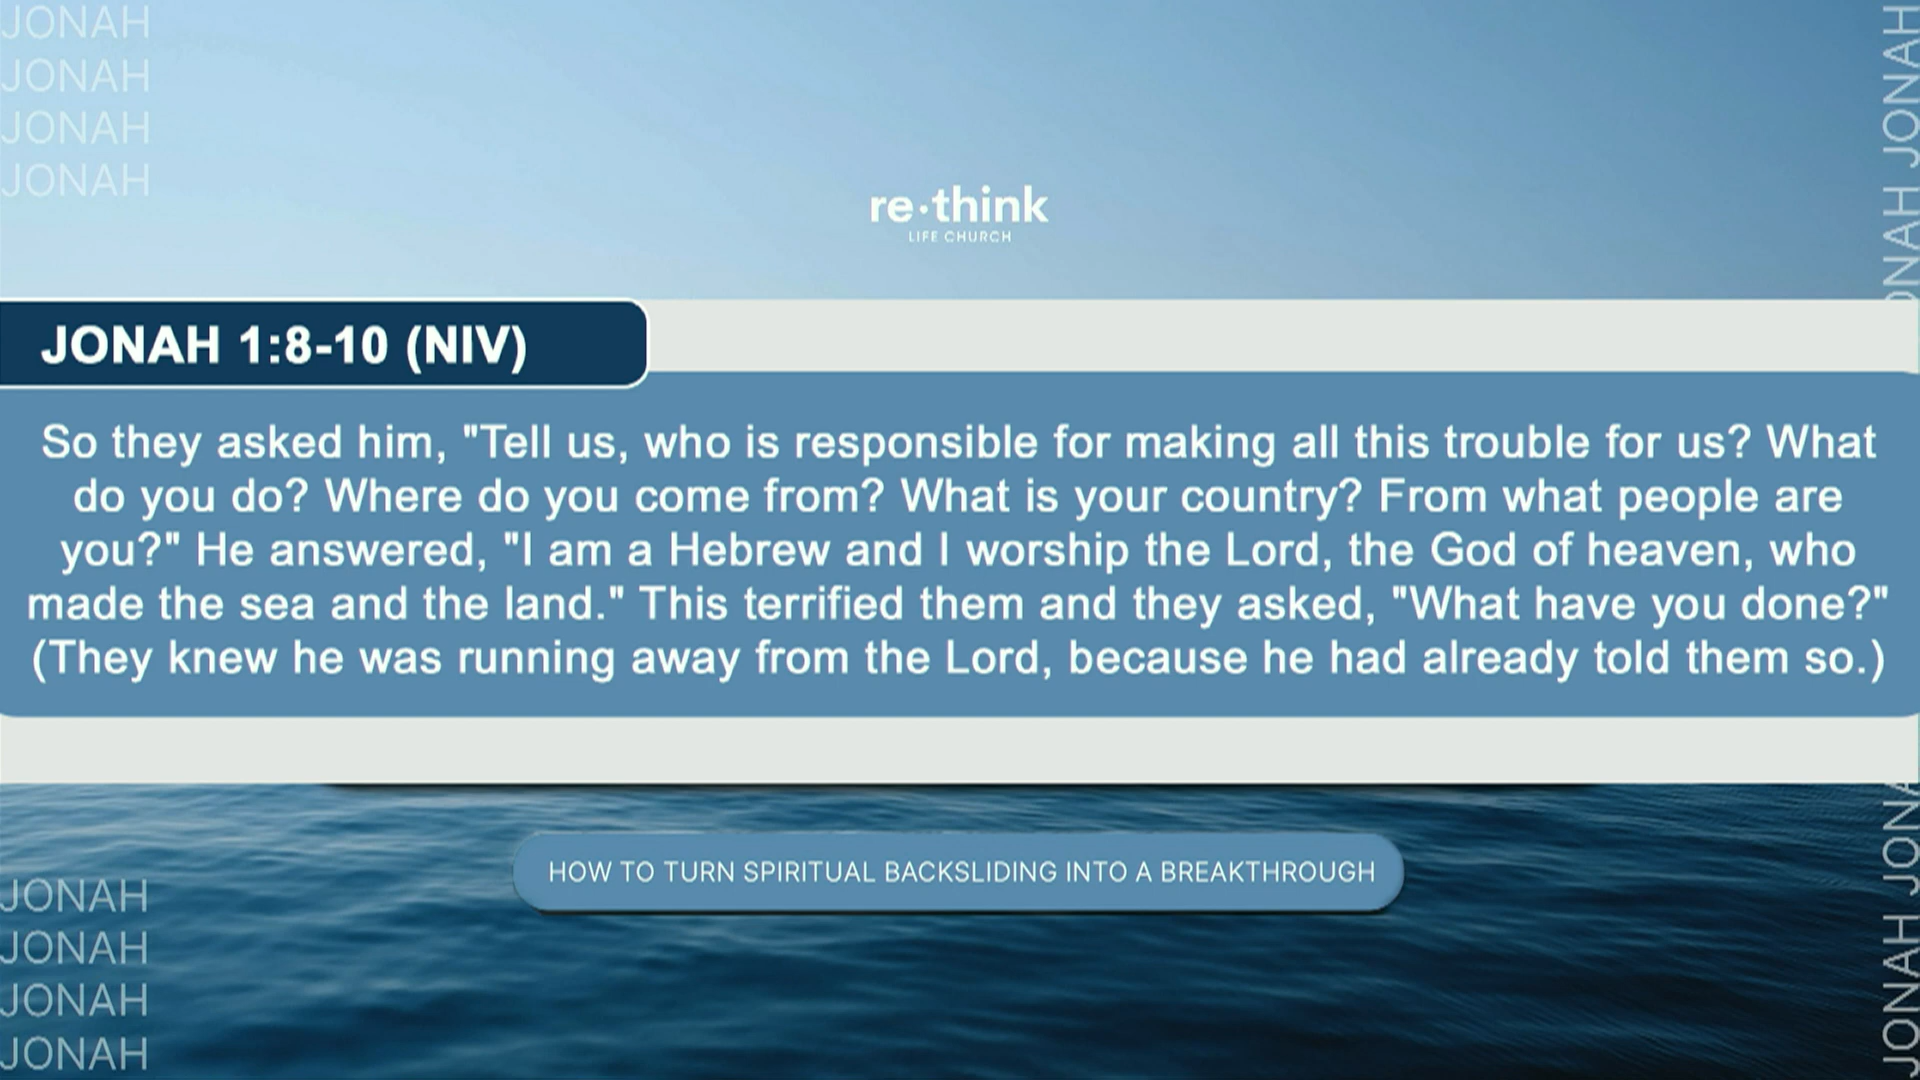 JONAH
JONAH
JONAH
JONAH
JONAH JONAH
re·think
LIFE CHURCH
JONAH 1:8-10 (NIV)
So they asked him, "Tell us, who is responsible for making all this trouble for us? What
do you do? Where do you come from? What is your country? From what people are
you?" He answered, "I am a Hebrew and I worship the Lord, the God of heaven, who
made the sea and the land." This terrified them and they asked, "What have you done?"
(They knew he was running away from the Lord, because he had already told them so.)
HOW TO TURN SPIRITUAL BACKSLIDING INTO A BREAKTHROUGH
JONAH
JONAH
JONAH
JONAH
JONAH JONAH